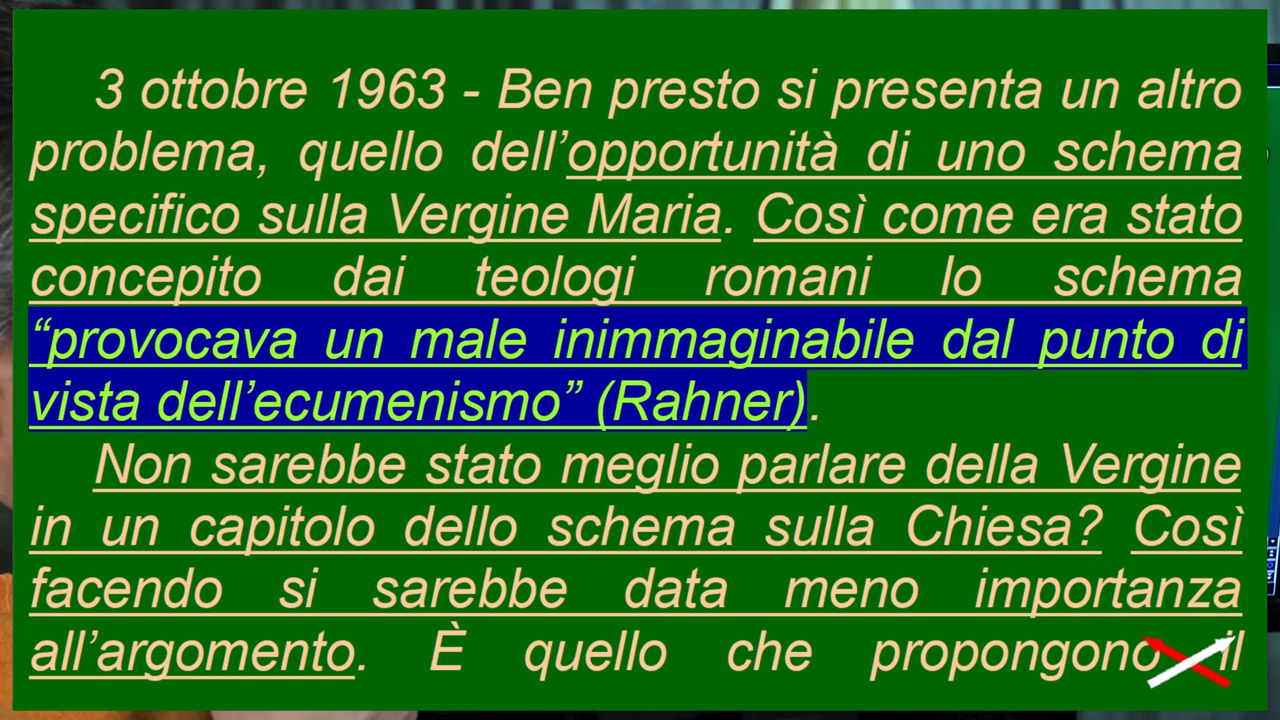 3 ottobre 1963 - Ben presto si presenta un altro
problema, quello dell’opportunità di uno schema
specifico sulla Vergine Maria. Così come era stato
concepito dai teologi romani lo schema
“provocava un male inimmaginabile dal punto di
vista dell’ecumenismo” (Rahner).
Non sarebbe stato meglio parlare della Vergine
in un capitolo dello schema sulla Chiesa? Così
facendo si sarebbe data meno importanza
all’argomento. È quello che propongono il